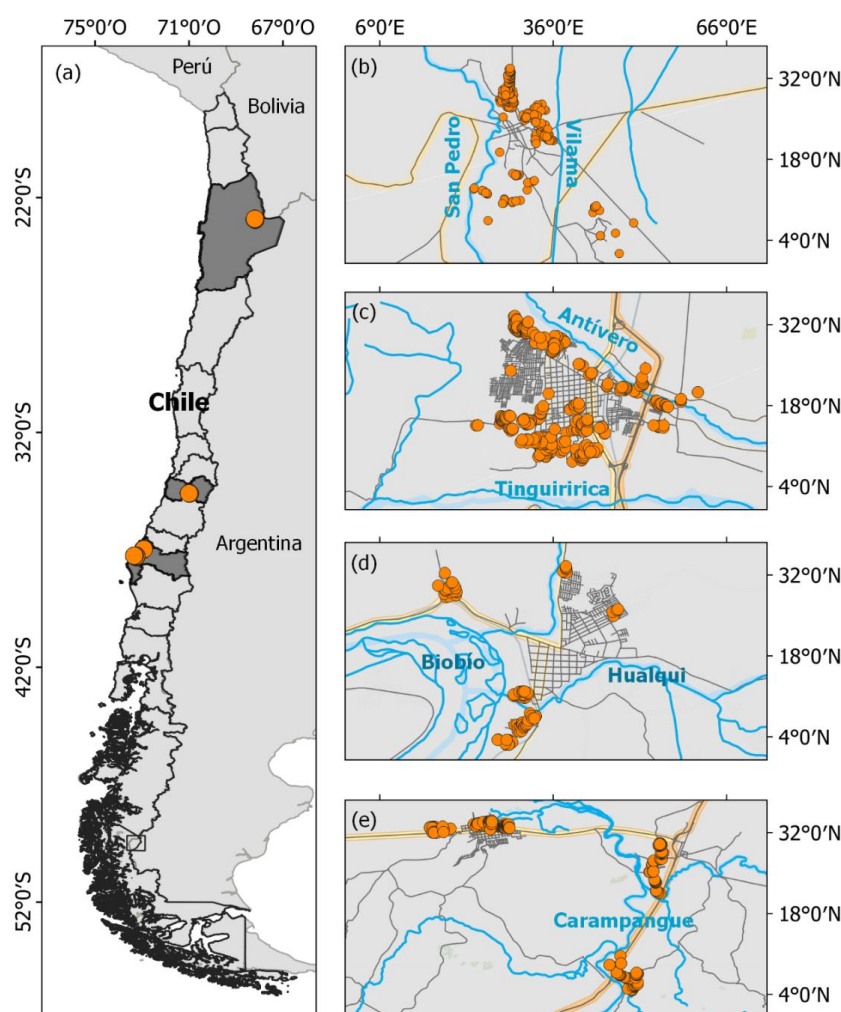 75°0′O 71°0′O 67°0′O
6°0′E 36°0′E 66°0′E
(a)
Perú
Bolivia
22°0′S
Chile
32°0′S
Argentina
42°0′S
52°0′S
(b)
San Pedro
Vilama
32°0′N
18°0′N
4°0′N
(c)
Antívero
Tinguiririca
32°0′N
18°0′N
4°0′N
(d)
Biobío
Hualqui
32°0′N
18°0′N
4°0′N
(e)
Carampangue
32°0′N
18°0′N
4°0′N